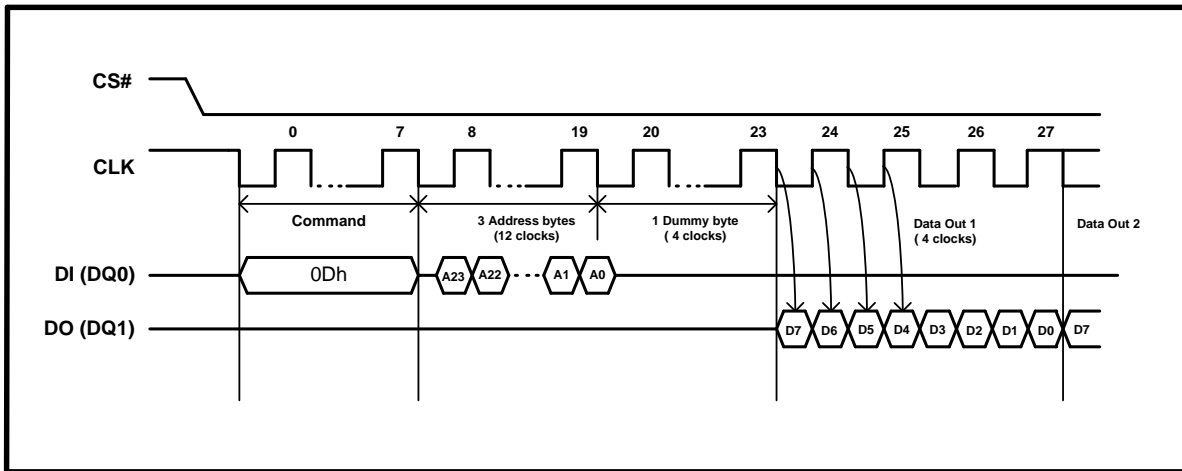 CS#
0 7 8 19 20 23 24 25 26 27
CLK
Command
3 Address bytes
(12 clocks)
1 Dummy byte
( 4 clocks)
Data Out 1
( 4 clocks)
Data Out 2
DI (DQ0)
0Dh A23 A22 A1 A0
DO (DQ1)
D7 D6 D5 D4 D3 D2 D1 D0 D7